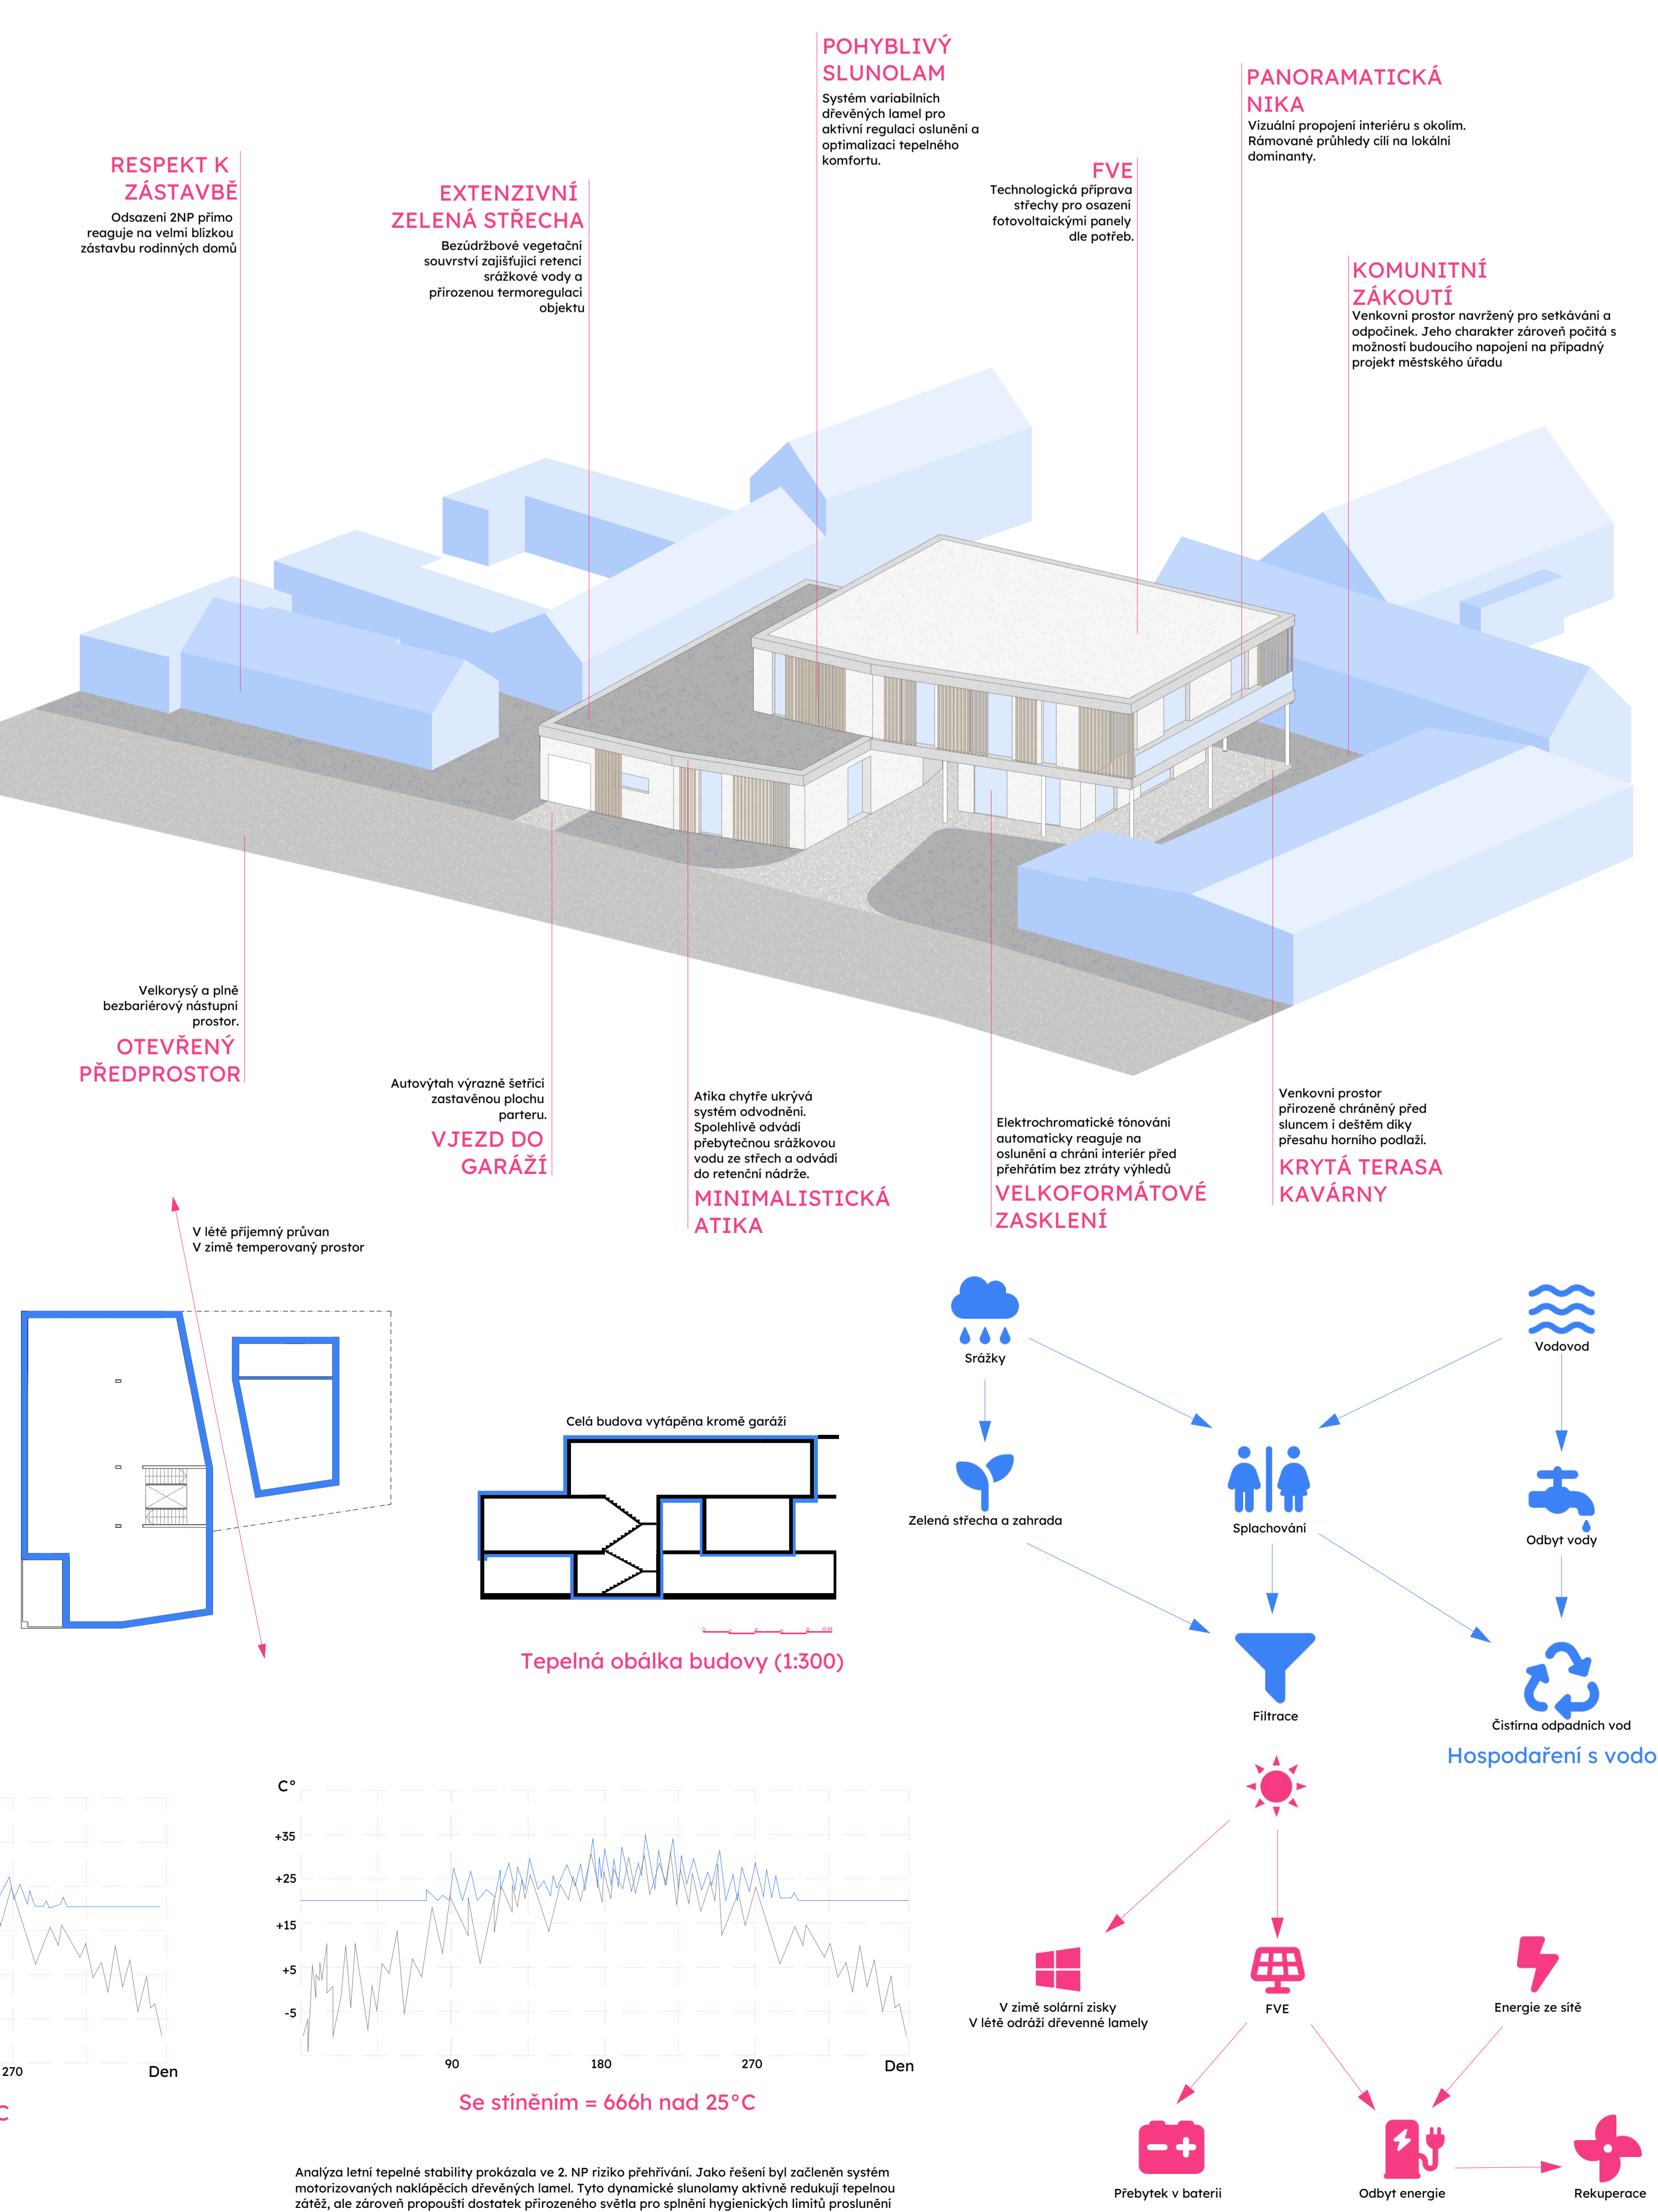 POHYBLIVÝ
SLUNOLAM
Systém variabilních
dřevěných lamel pro
aktivní regulaci oslunění a
optimalizaci tepelného
komfortu.
PANORAMATICKÁ
NIKA
Vizuální propojení interiéru s okolím.
Rámované průhledy cílí na lokální
dominanty.
RESPEKT K
ZÁSTAVBĚ
Odsazení 2NP přímo
reaguje na velmi blízkou
zástavbu rodinných domů
EXTENZIVNÍ
ZELENÁ STŘECHA
Bezúdržbové vegetační
souvrství zajišťující retenci
srážkové vody a
přirozenou termoregulaci
objektu
FVE
Technologická příprava
střechy pro osazení
fotovoltaickými panely
dle potřeb.
KOMUNITNÍ
ZÁKOUTÍ
Venkovní prostor navržený pro setkávání a
odpočinek. Jeho charakter zároveň počítá s
možností budoucího napojení na případný
projekt městského úřadu
Velkorysý a plně
bezbariérový nástupní
prostor.
OTEVŘENÝ
PŘEDPROSTOR
Autovýtah výrazně šetřící
zastavěnou plochu
parteru.
VJEZD DO
GARÁŽÍ
Atika chytře ukrývá
systém odvodnění.
Spolehlivě odvádí
přebytečnou srážkovou
vodu ze střech a odvádí
do retenční nádrže.
MINIMALISTICKÁ
ATIKA
Elektrochromatické tónování
automaticky reaguje na
oslunění a chrání interiér před
přehřátím bez ztráty výhledů
VELKOFORMÁTOVÉ
ZASKLENÍ
Venkovní prostor
přirozeně chráněný před
sluncem i deštěm díky
přesahu horního podlaží.
KRYTÁ TERASA
KAVÁRNY
V létě příjemný průvan
V zimě temperovaný prostor
Celá budova vytápěna kromě garáží
0 2 4 6 8 10 M
Tepelná obálka budovy (1:300)
Srážky
Vodovod
Zelená střecha a zahrada
Splachování
Odbyt vody
Filtrace
Čistírna odpadních vod
Hospodaření s vodo
270
Den
C
C°
+35
+25
+15
+5
-5
90
180
270
Den
Se stíněním = 666h nad 25°C
V zimě solární zisky
V létě odráží dřevenné lamely
FVE
Energie ze sítě
Přebytek v baterii
Odbyt energie
Rekuperace
Analýza letní tepelné stability prokázala ve 2. NP riziko přehřívání. Jako řešení byl začleněn systém
motorizovaných naklápěcích dřevěných lamel. Tyto dynamické slunolamy aktivně redukují tepelnou
zátěž, ale zároveň propouští dostatek přirozeného světla pro splnění hygienických limitů proslunění